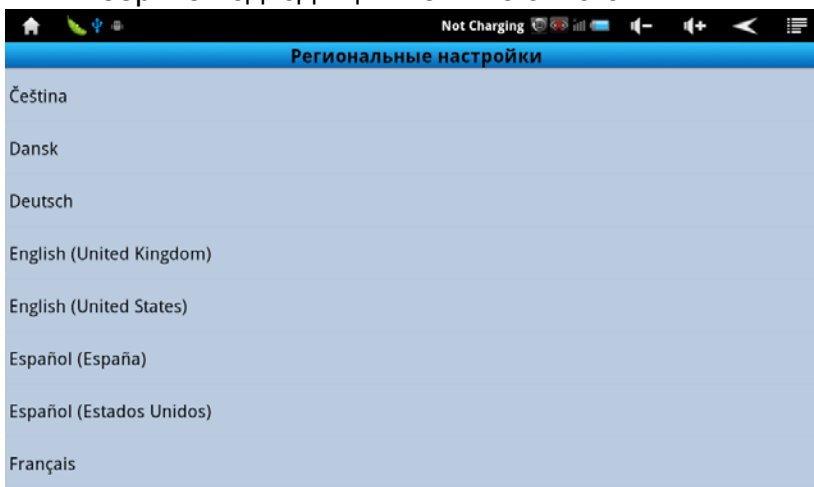 Not Charging
Региональные настройки
Čeština
Dansk
Deutsch
English (United Kingdom)
English (United States)
Español (España)
Español (Estados Unidos)
Français